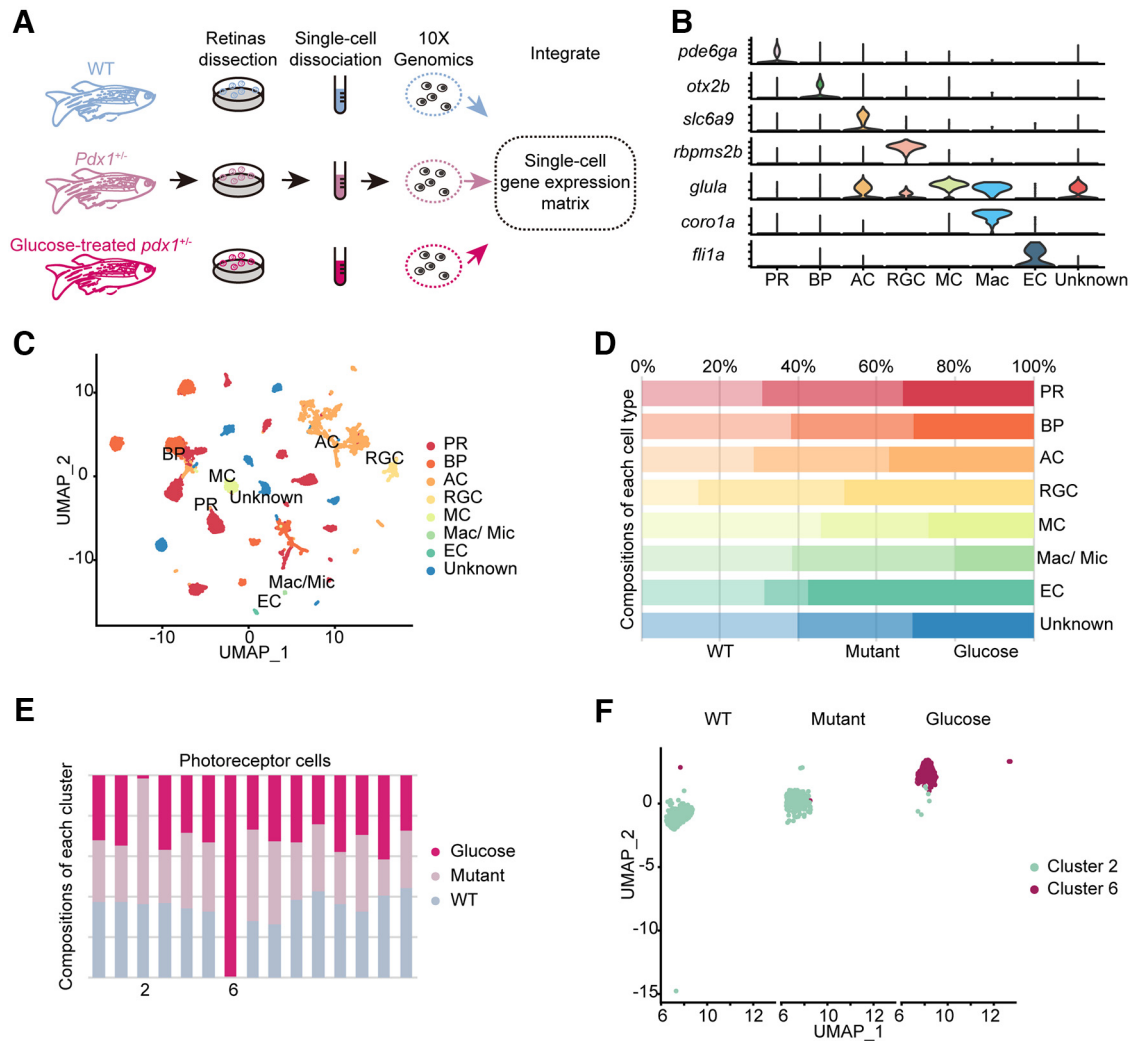 A
Retinas dissection
Single-cell dissociation
10X Genomics
Integrate
WT
Pdx1+/-
Glucose-treated pdx1+/-
Single-cell
gene expression
matrix
B
pde6ga
otx2b
slc6a9
rbpms2b
glula
coro1a
fli1a
PR BP AC RGC MC Mac EC Unknown
C
UMAP_2
10
0
-10
-10 0 10
UMAP_1
BP
AC
RGC
MC
Unknown
PR
Mac/Mic
EC
PR
BP
AC
RGC
MC
Mac/ Mic
EC
Unknown
D
0% 20% 40% 60% 80% 100%
Compositions of each cell type
PR
BP
AC
RGC
MC
Mac/ Mic
EC
Unknown
WT Mutant Glucose
E
Photoreceptor cells
Compositions of each cluster
2 6
Glucose
Mutant
WT
F
WT Mutant Glucose
UMAP_2
0
-5
-10
-15
6 10 12 6 10 12 6 10 12
UMAP_1
Cluster 2
Cluster 6